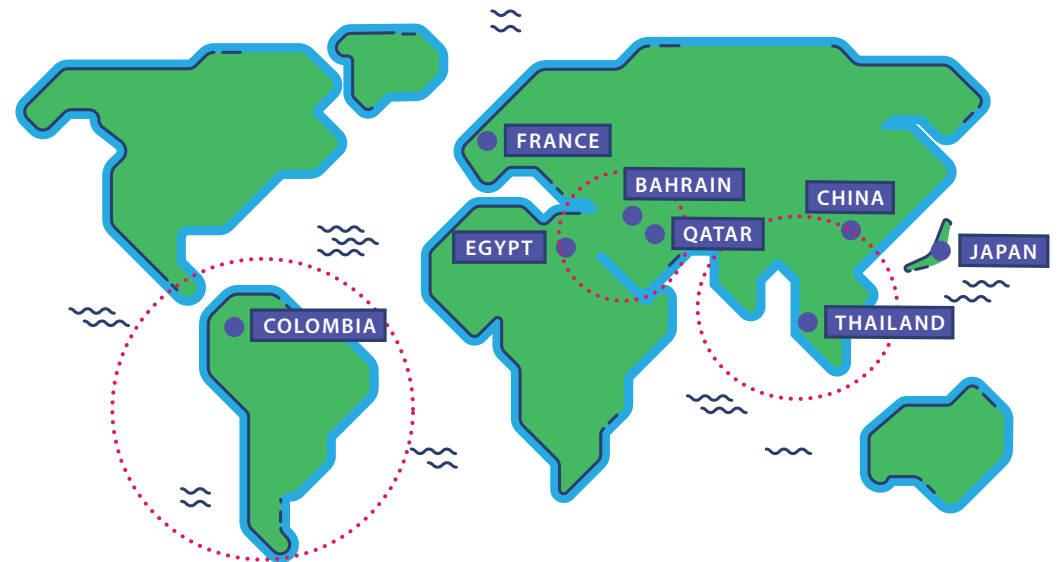 FRANCE
BAHRAIN
CHINA
QATAR
EGYPT
JAPAN
COLOMBIA
THAILAND